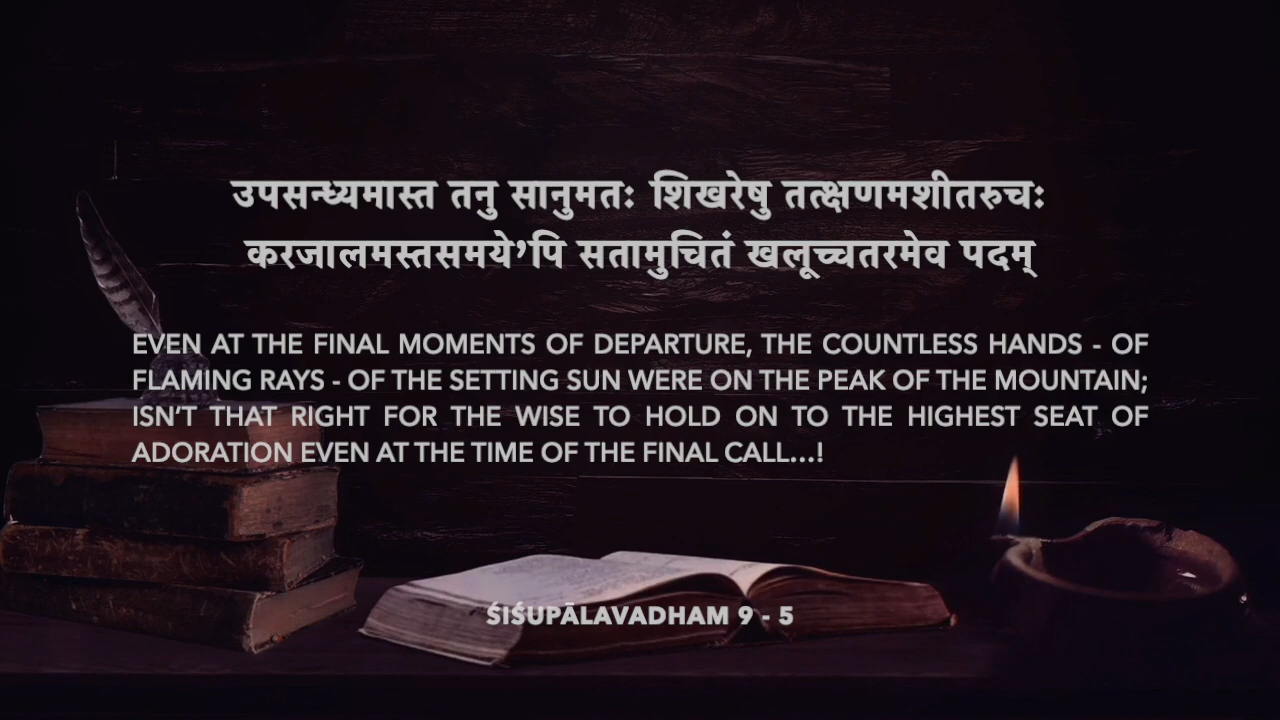 उपसन्ध्यमास्त तनु सानुमतः शिखरेषु तत्क्षणमशीतरुचः
करजालमस्तसमये’पि सतामुचितं खलूच्चतरमेव पदम्
EVEN AT THE FINAL MOMENTS OF DEPARTURE, THE COUNTLESS HANDS - OF
FLAMING RAYS - OF THE SETTING SUN WERE ON THE PEAK OF THE MOUNTAIN;
ISN’T THAT RIGHT FOR THE WISE TO HOLD ON TO THE HIGHEST SEAT OF
ADORATION EVEN AT THE TIME OF THE FINAL CALL...!
ŚIŚUPĀLAVADHAM 9 - 5